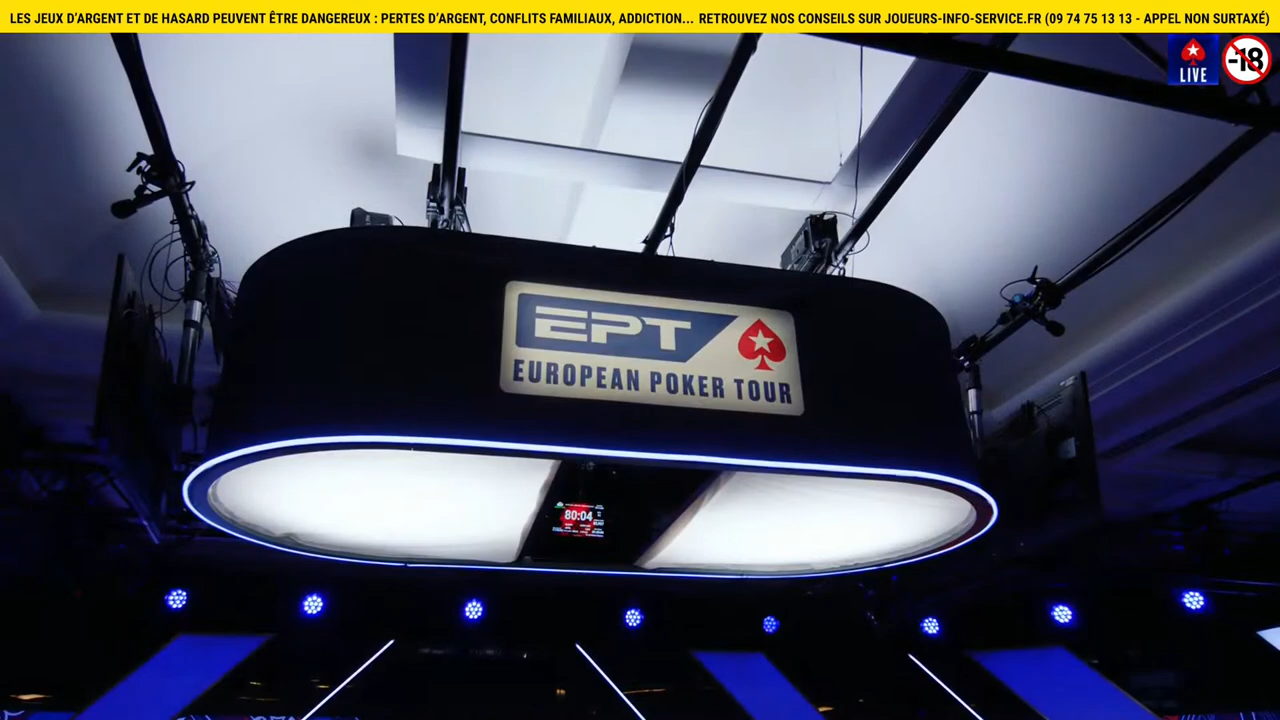 LES JEUX D'ARGENT ET DE HASARD PEUVENT ÊTRE DANGEREUX : PERTES D'ARGENT, CONFLITS FAMILIAUX, ADDICTION... RETROUVEZ NOS CONSEILS SUR JOUEURS-INFO-SERVICE.FR (09 74 75 13 13 - APPEL NON SURTAXÉ)
LIVE
-18
EPT
EUROPEAN POKER TOUR
80:04